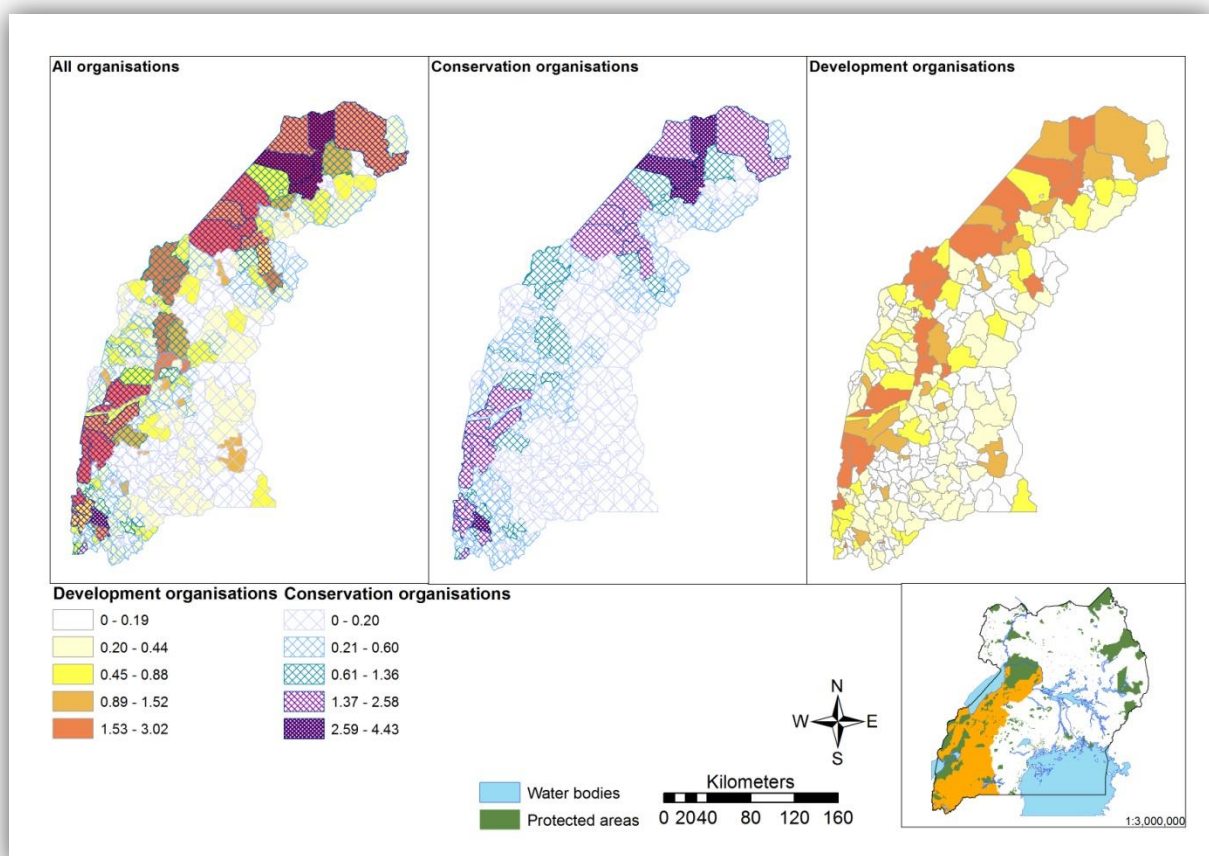 All organisations
Conservation organisations
Development organisations
Development organisations
0 - 0.19
0.20 - 0.44
0.45 - 0.88
0.89 - 1.52
1.53 - 3.02
Conservation organisations
0 - 0.20
0.21 - 0.60
0.61 - 1.36
1.37 - 2.58
2.59 - 4.43
N
W E
S
Water bodies
Protected areas
Kilometers
0 20 40 80 120 160
1:3,000,000